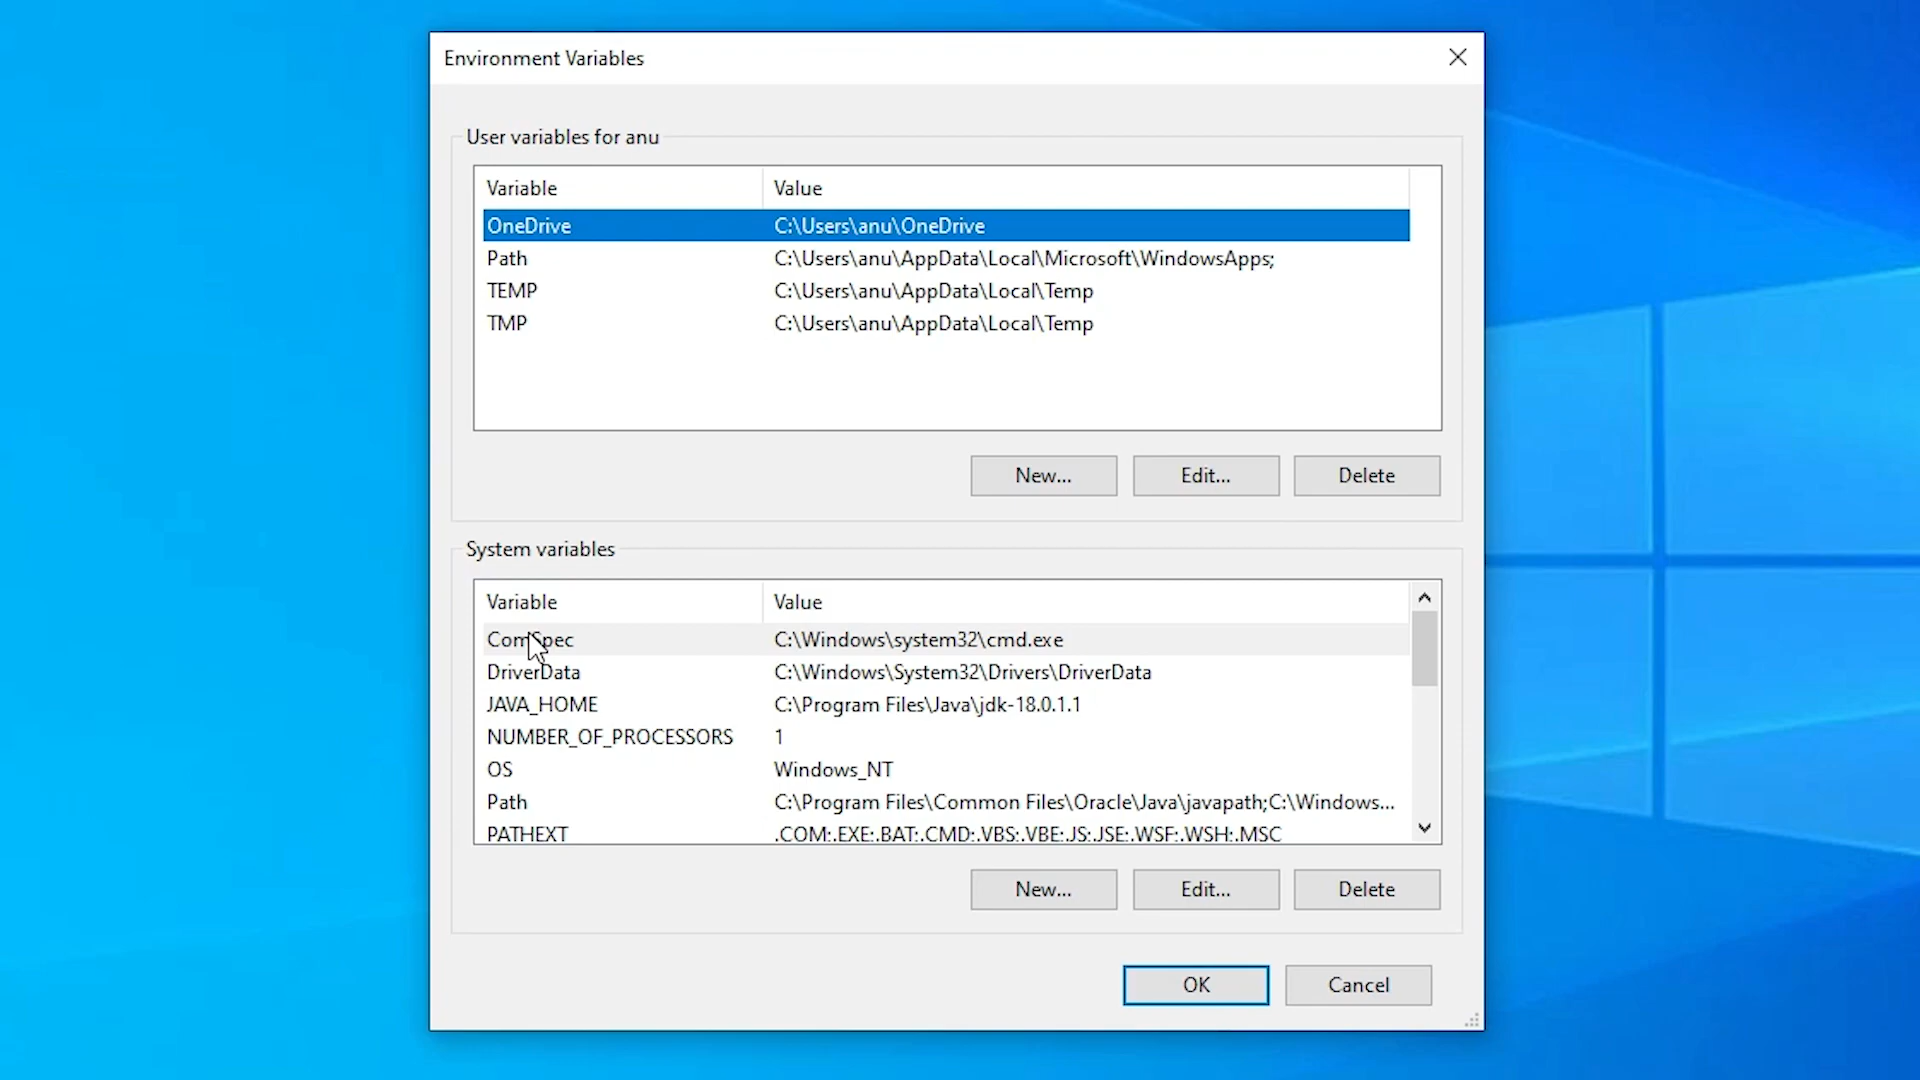 Environment Variables
User variables for anu
Variable Value
OneDrive C:\Users\anu\OneDrive
Path C:\Users\anu\AppData\Local\Microsoft\WindowsApps;
TEMP C:\Users\anu\AppData\Local\Temp
TMP C:\Users\anu\AppData\Local\Temp
New... Edit... Delete
System variables
Variable Value
ComSpec C:\Windows\system32\cmd.exe
DriverData C:\Windows\System32\Drivers\DriverData
JAVA_HOME C:\Program Files\Java\jdk-18.0.1.1
NUMBER_OF_PROCESSORS 1
OS Windows_NT
Path C:\Program Files\Common Files\Oracle\Java\javapath;C:\Windows...
PATHEXT .COM;.EXE;.BAT;.CMD;.VBS;.VBE;.JS;.JSE;.WSF;.WSH;.MSC
New... Edit... Delete
OK Cancel